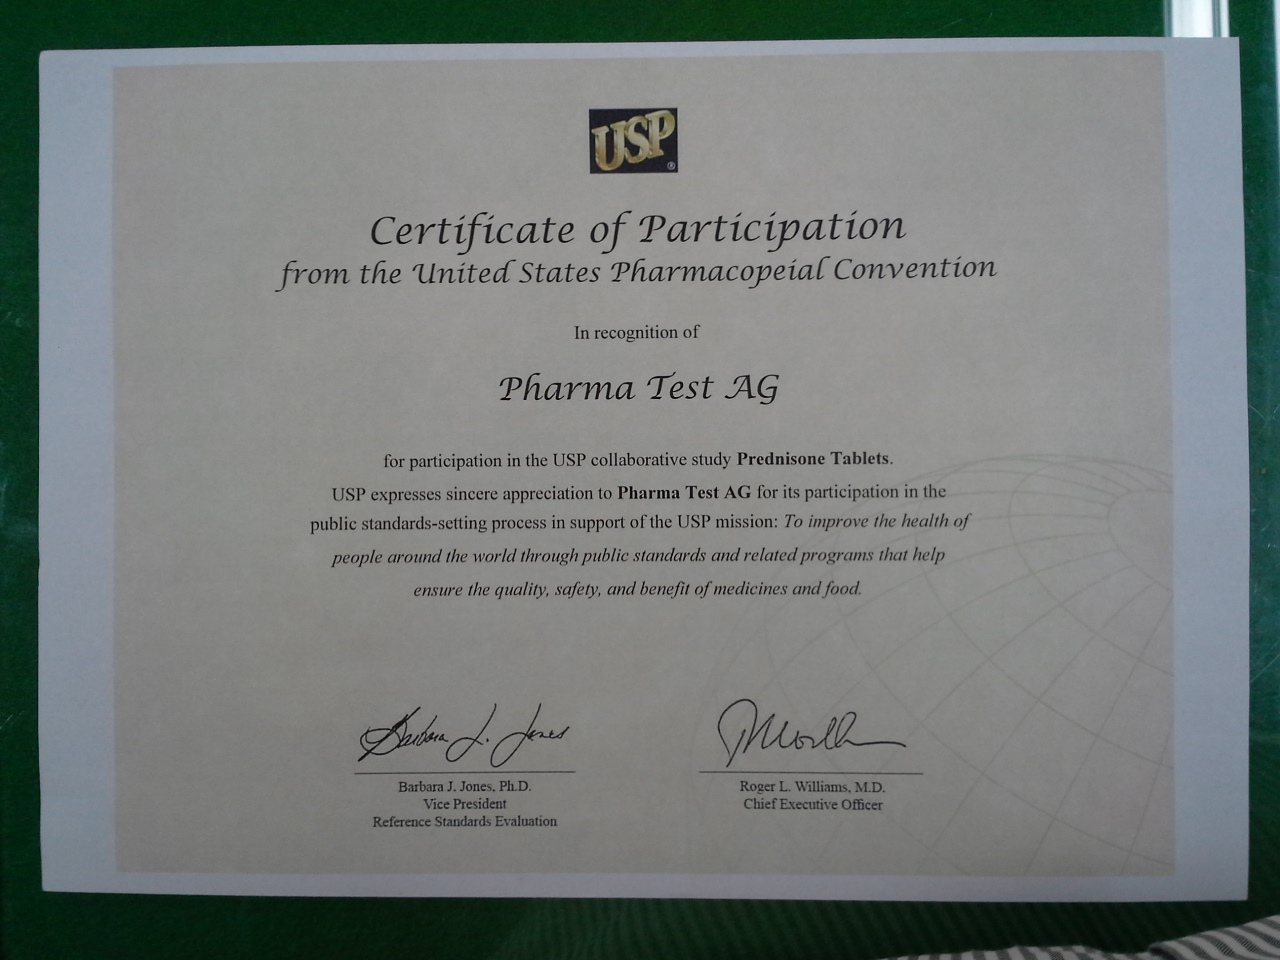 USP®
Certificate of Participation
from the United States Pharmacopeial Convention
In recognition of
Pharma Test AG
for participation in the USP collaborative study Prednisone Tablets.
USP expresses sincere appreciation to Pharma Test AG for its participation in the
public standards-setting process in support of the USP mission: To improve the health of
people around the world through public standards and related programs that help
ensure the quality, safety, and benefit of medicines and food.
Barbara J. Jones
Barbara J. Jones, Ph.D.
Vice President
Reference Standards Evaluation
Roger L. Williams, M.D.
Chief Executive Officer